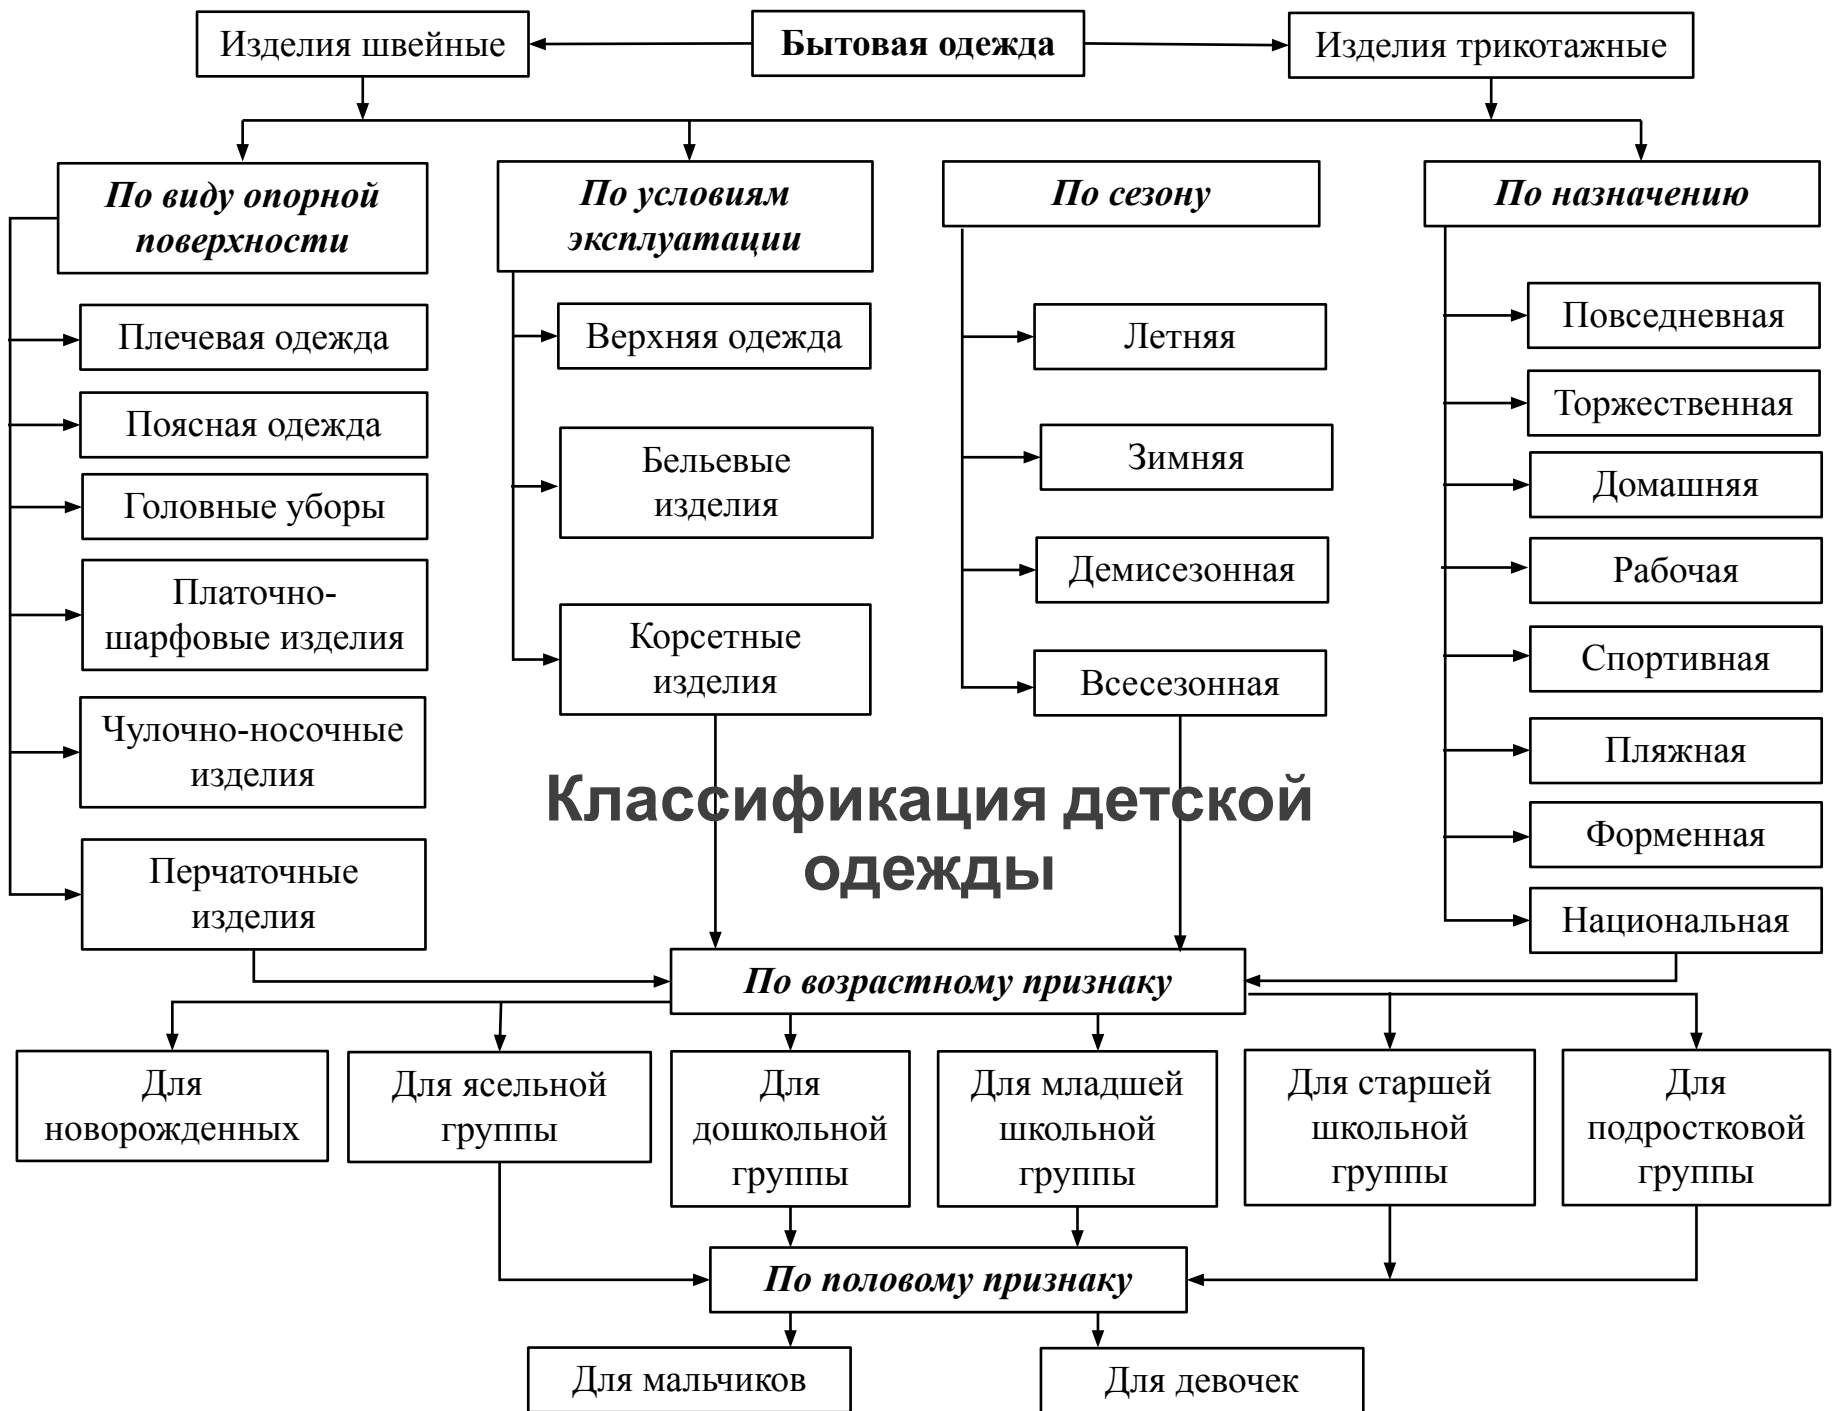 Изделия швейные
Бытовая одежда
Изделия трикотажные
По виду опорной
поверхности
По условиям
эксплуатации
По сезону
По назначению
Плечевая одежда
Поясная одежда
Головные уборы
Платочно-
шарфовые изделия
Чулочно-носочные
изделия
Перчаточные
изделия
Верхняя одежда
Бельевые
изделия
Корсетные
изделия
Летняя
Зимняя
Демисезонная
Всесезонная
Повседневная
Торжественная
Домашняя
Рабочая
Спортивная
Пляжная
Форменная
Национальная
Классификация детской
одежды
По возрастному признаку
Для
новорожденных
Для ясельной
группы
Для
дошкольной
группы
Для младшей
школьной
группы
Для старшей
школьной
группы
Для
подростковой
группы
По половому признаку
Для мальчиков
Для девочек